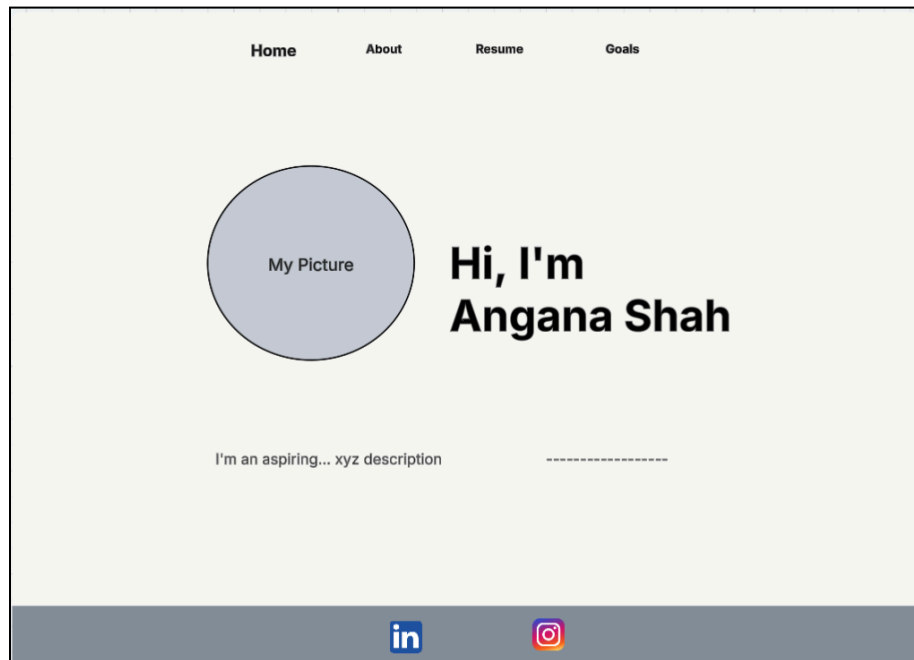 Home About Resume Goals
My Picture
Hi, I'm
Angana Shah
I'm an aspiring... xyz description ------------------
in